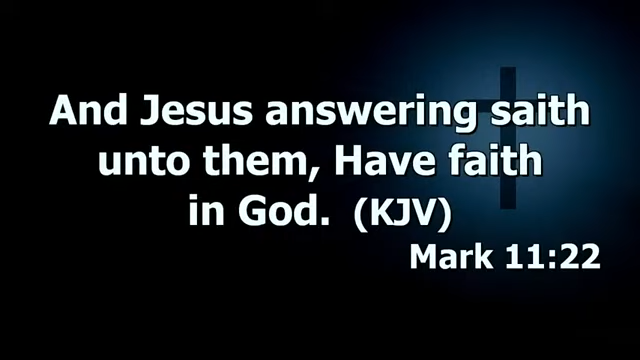 And Jesus answering saith
unto them, Have faith
in God. (KJV)
Mark 11:22